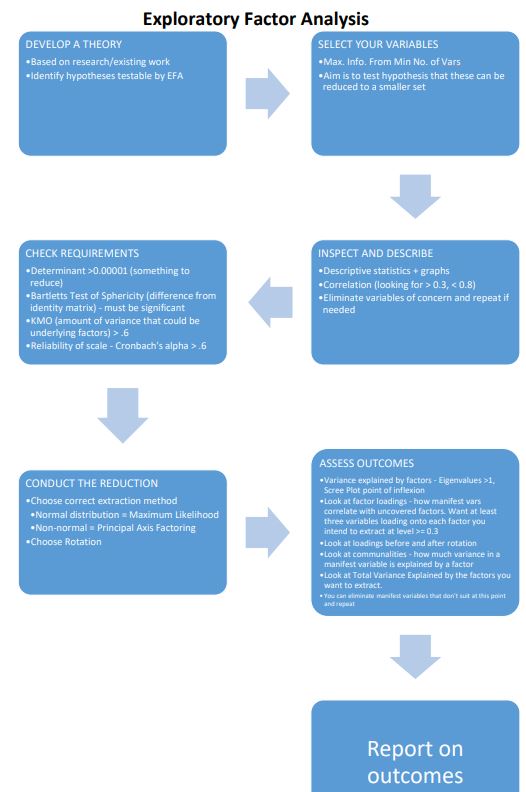 Exploratory Factor Analysis
DEVELOP A THEORY
•Based on research/existing work
•Identify hypotheses testable by EFA
SELECT YOUR VARIABLES
•Max. Info. From Min No. of Vars
•Aim is to test hypothesis that these can be
reduced to a smaller set
INSPECT AND DESCRIBE
•Descriptive statistics + graphs
•Correlation (looking for > 0.3, < 0.8)
•Eliminate variables of concern and repeat if
needed
CHECK REQUIREMENTS
•Determinant >0.00001 (something to
reduce)
•Bartletts Test of Sphericity (difference from
identity matrix) - must be significant
•KMO (amount of variance that could be
underlying factors) > .6
•Reliability of scale - Cronbach's alpha > .6
CONDUCT THE REDUCTION
•Choose correct extraction method
•Normal distribution = Maximum Likelihood
•Non-normal = Principal Axis Factoring
•Choose Rotation
ASSESS OUTCOMES
•Variance explained by factors - Eigenvalues >1,
Scree Plot point of inflexion
•Look at factor loadings - how manifest vars
correlate with uncovered factors. Want at least
three variables loading onto each factor you
intend to extract at level >= 0.3
•Look at loadings before and after rotation
•Look at communalities - how much variance in a
manifest variable is explained by a factor
•Look at Total Variance Explained by the factors you
want to extract.
•You can eliminate manifest variables that don't suit at this point
and repeat
Report on
outcomes